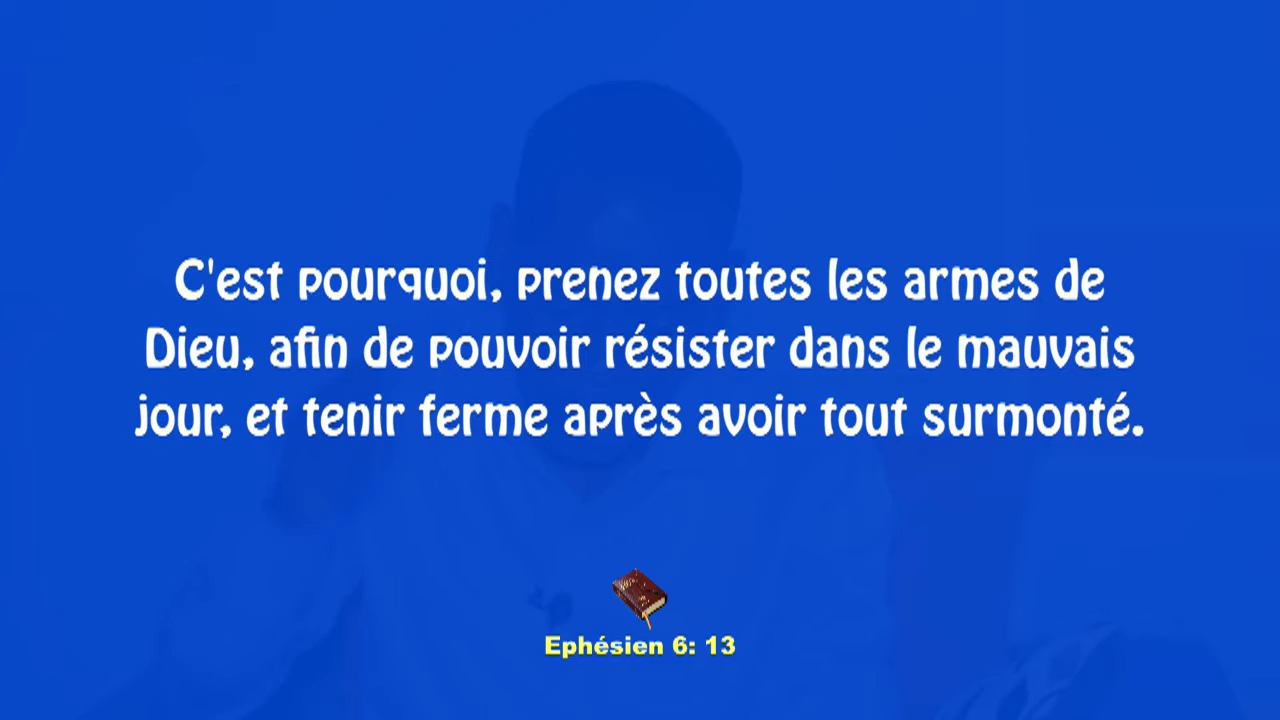 C'est pourquoi, prenez toutes les armes de
Dieu, afin de pouvoir résister dans le mauvais
jour, et tenir ferme après avoir tout surmonté.
Ephésien 6: 13